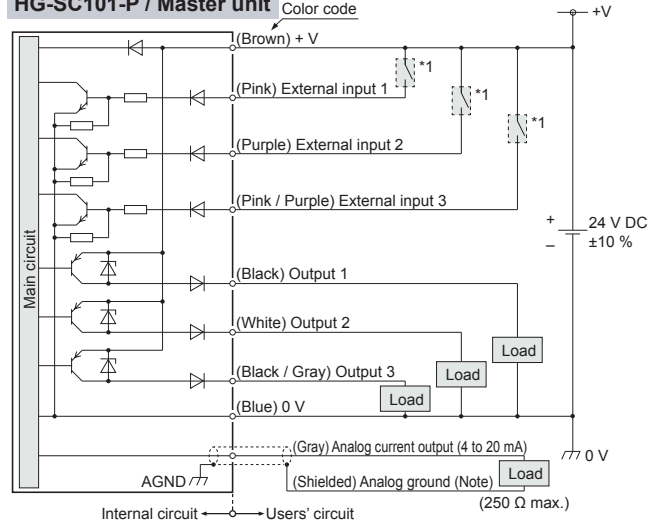 HG-SC101-P / Master unit
Color code
+V
(Brown) + V
*1
(Pink) External input 1
*1
*1
(Purple) External input 2
(Pink / Purple) External input 3
+
24 V DC
–
±10 %
Main circuit
(Black) Output 1
(White) Output 2
Load
Load
(Black / Gray) Output 3
Load
(Blue) 0 V
(Gray) Analog current output (4 to 20 mA)
0 V
Load
AGND
(Shielded) Analog ground (Note)
(250 Ω max.)
Internal circuit
Users' circuit